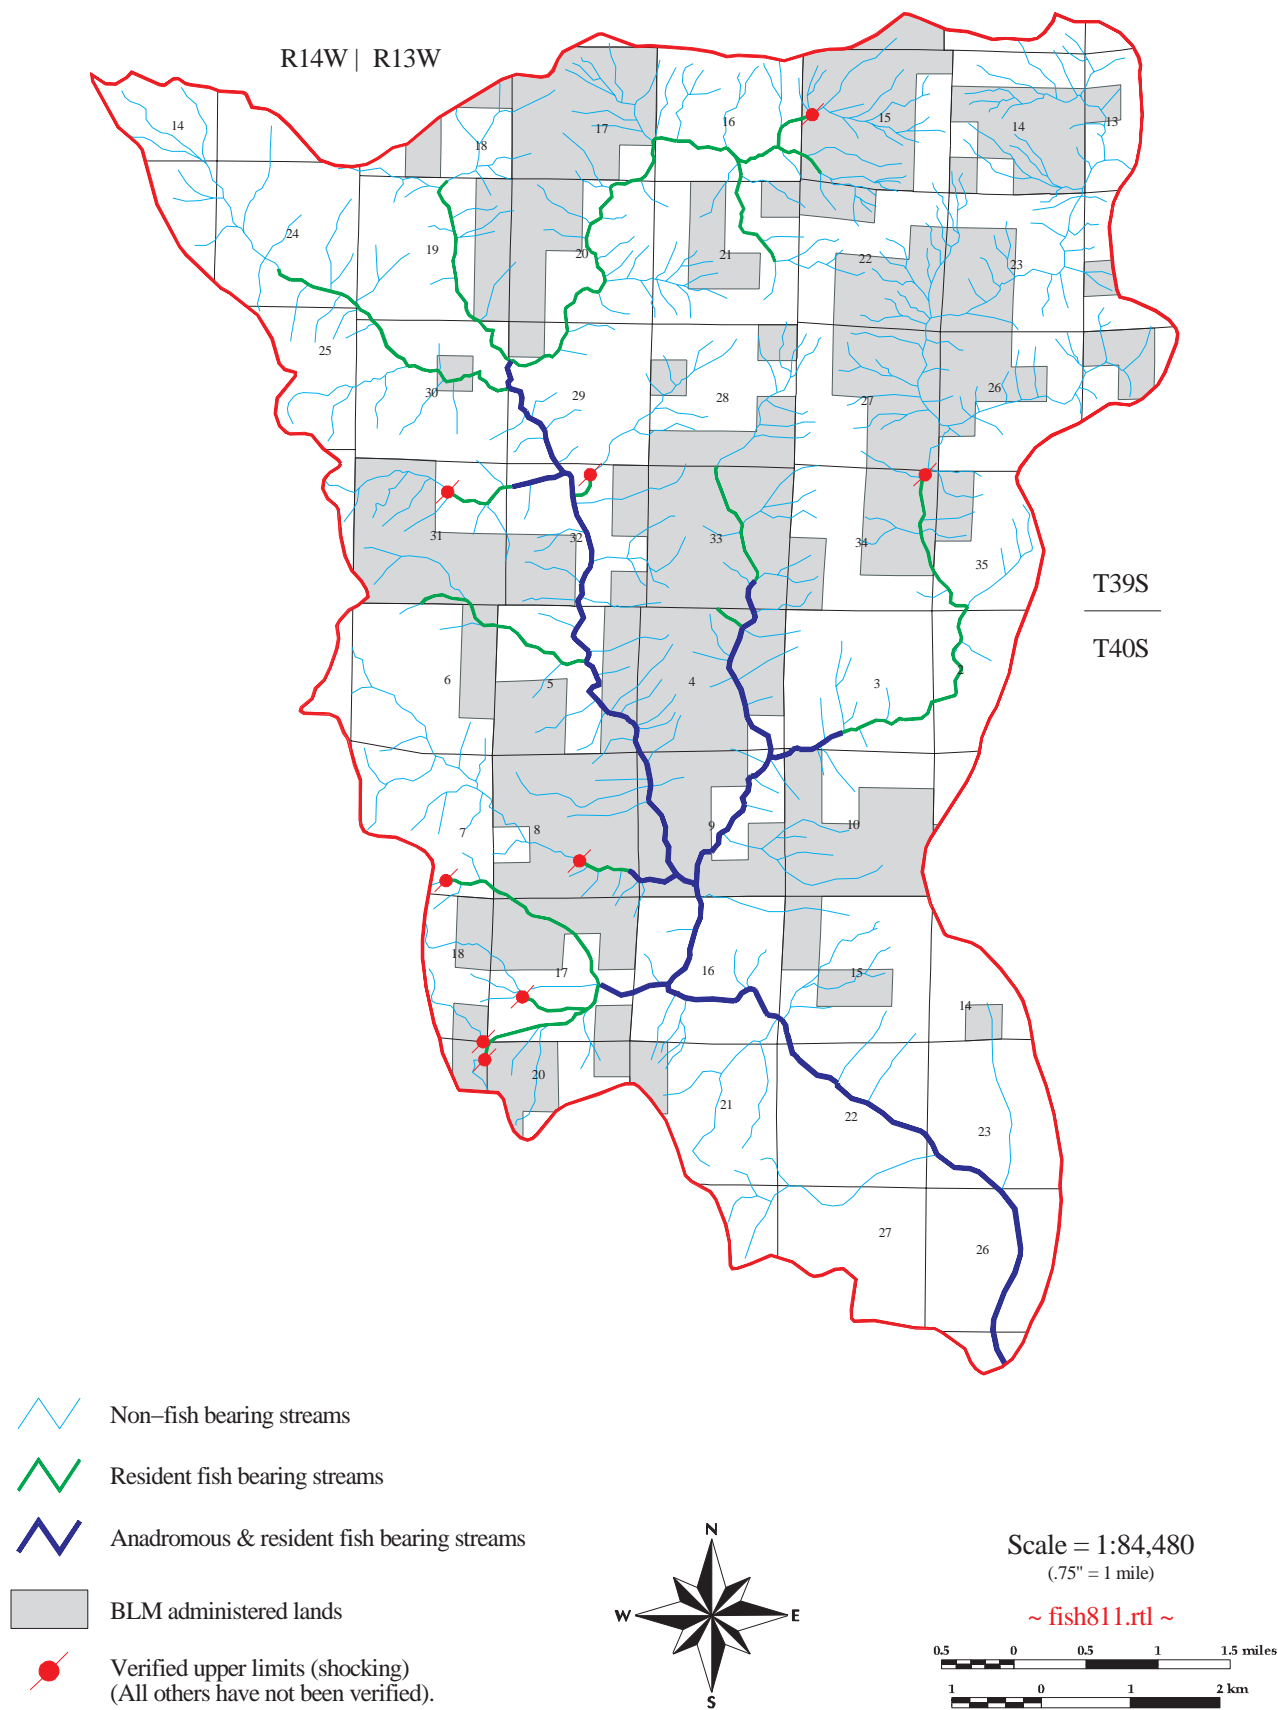 R14W | R13W
14
18
17
16
15
14
13
24
19
20
21
22
23
25
30
29
28
27
26
31
32
33
34
35
T39S
T40S
6
5
4
3
2
7
8
9
10
18
17
16
15
14
20
21
22
23
27
26
Non–fish bearing streams
Resident fish bearing streams
Anadromous & resident fish bearing streams
BLM administered lands
Verified upper limits (shocking)
(All others have not been verified).
N
W E
S
Scale = 1:84,480
(.75" = 1 mile)
~ fish811.rtl ~
0.5 0 0.5 1 1.5 miles
1 0 1 2 km